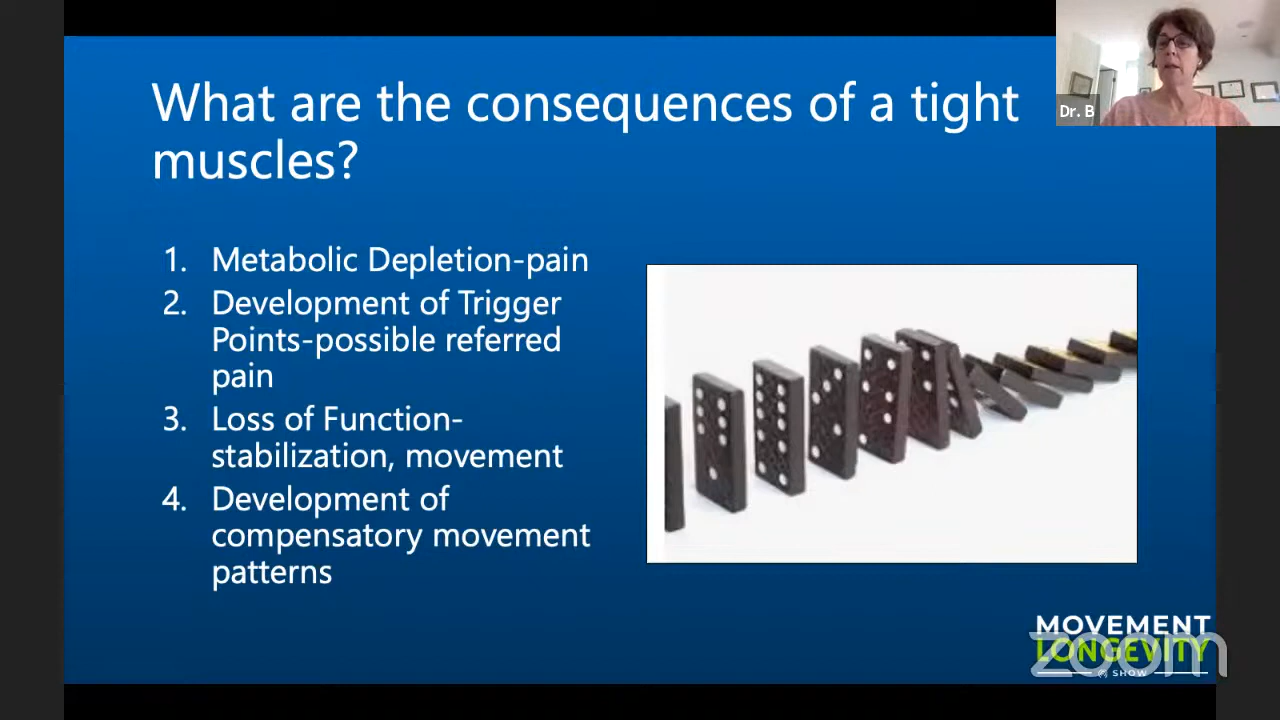 What are the consequences of a tight
muscles?
Dr. B
1. Metabolic Depletion-pain
2. Development of Trigger
Points-possible referred
pain
3. Loss of Function-
stabilization, movement
4. Development of
compensatory movement
patterns
MOVEMENT
LONGEVITY
zoom
SHOW